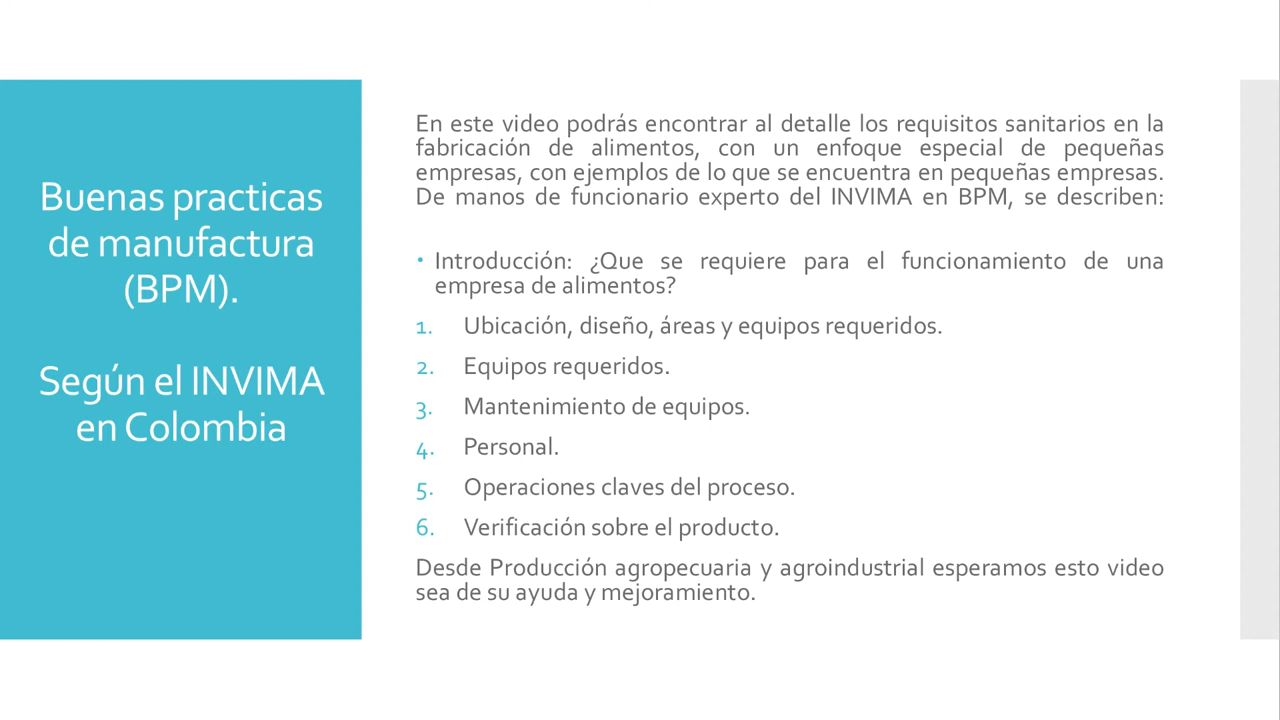 Buenas practicas
de manufactura
(BPM).
Según el INVIMA
en Colombia
En este video podrás encontrar al detalle los requisitos sanitarios en la
fabricación de alimentos, con un enfoque especial de pequeñas
empresas, con ejemplos de lo que se encuentra en pequeñas empresas.
De manos de funcionario experto del INVIMA en BPM, se describen:
• Introducción: ¿Que se requiere para el funcionamiento de una
empresa de alimentos?
1. Ubicación, diseño, áreas y equipos requeridos.
2. Equipos requeridos.
3. Mantenimiento de equipos.
4. Personal.
5. Operaciones claves del proceso.
6. Verificación sobre el producto.
Desde Producción agropecuaria y agroindustrial esperamos esto video
sea de su ayuda y mejoramiento.